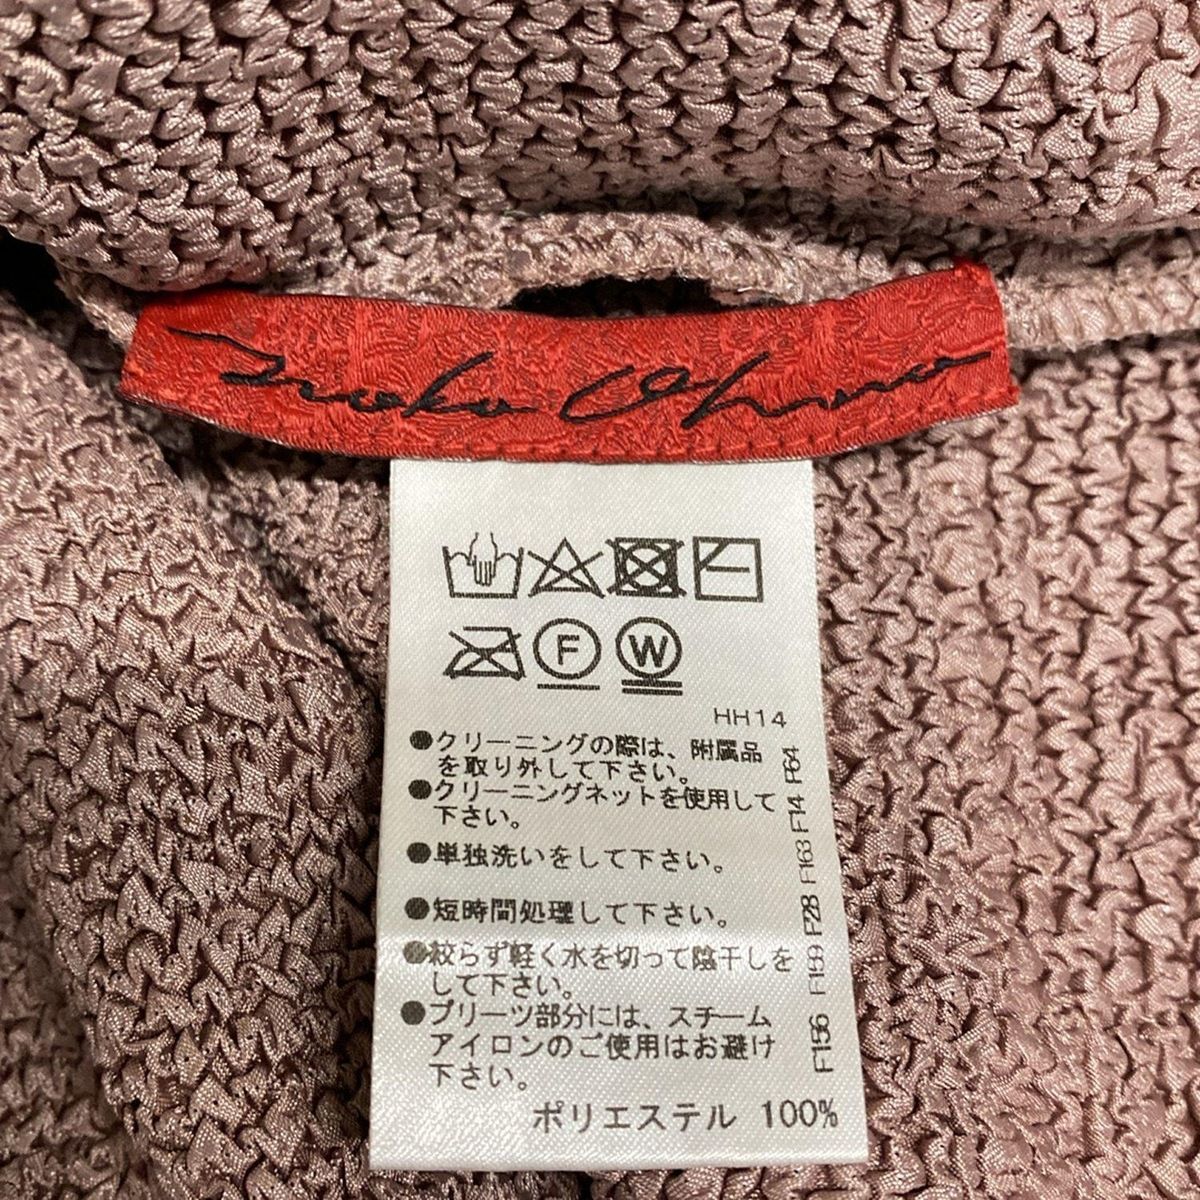 Inoko Ohno
F
W
HH14
●クリーニングの際は、附属品
を取り外して下さい。
●クリーニングネットを使用して
下さい。
●単独洗いをして下さい。
●短時間処理して下さい。
●絞らず軽く水を切って陰干しを
して下さい。
●プリーツ部分には、スチーム
アイロンのご使用はお避け
下さい。
ポリエステル 100%
F156 F159 P28 F163 F14 P64